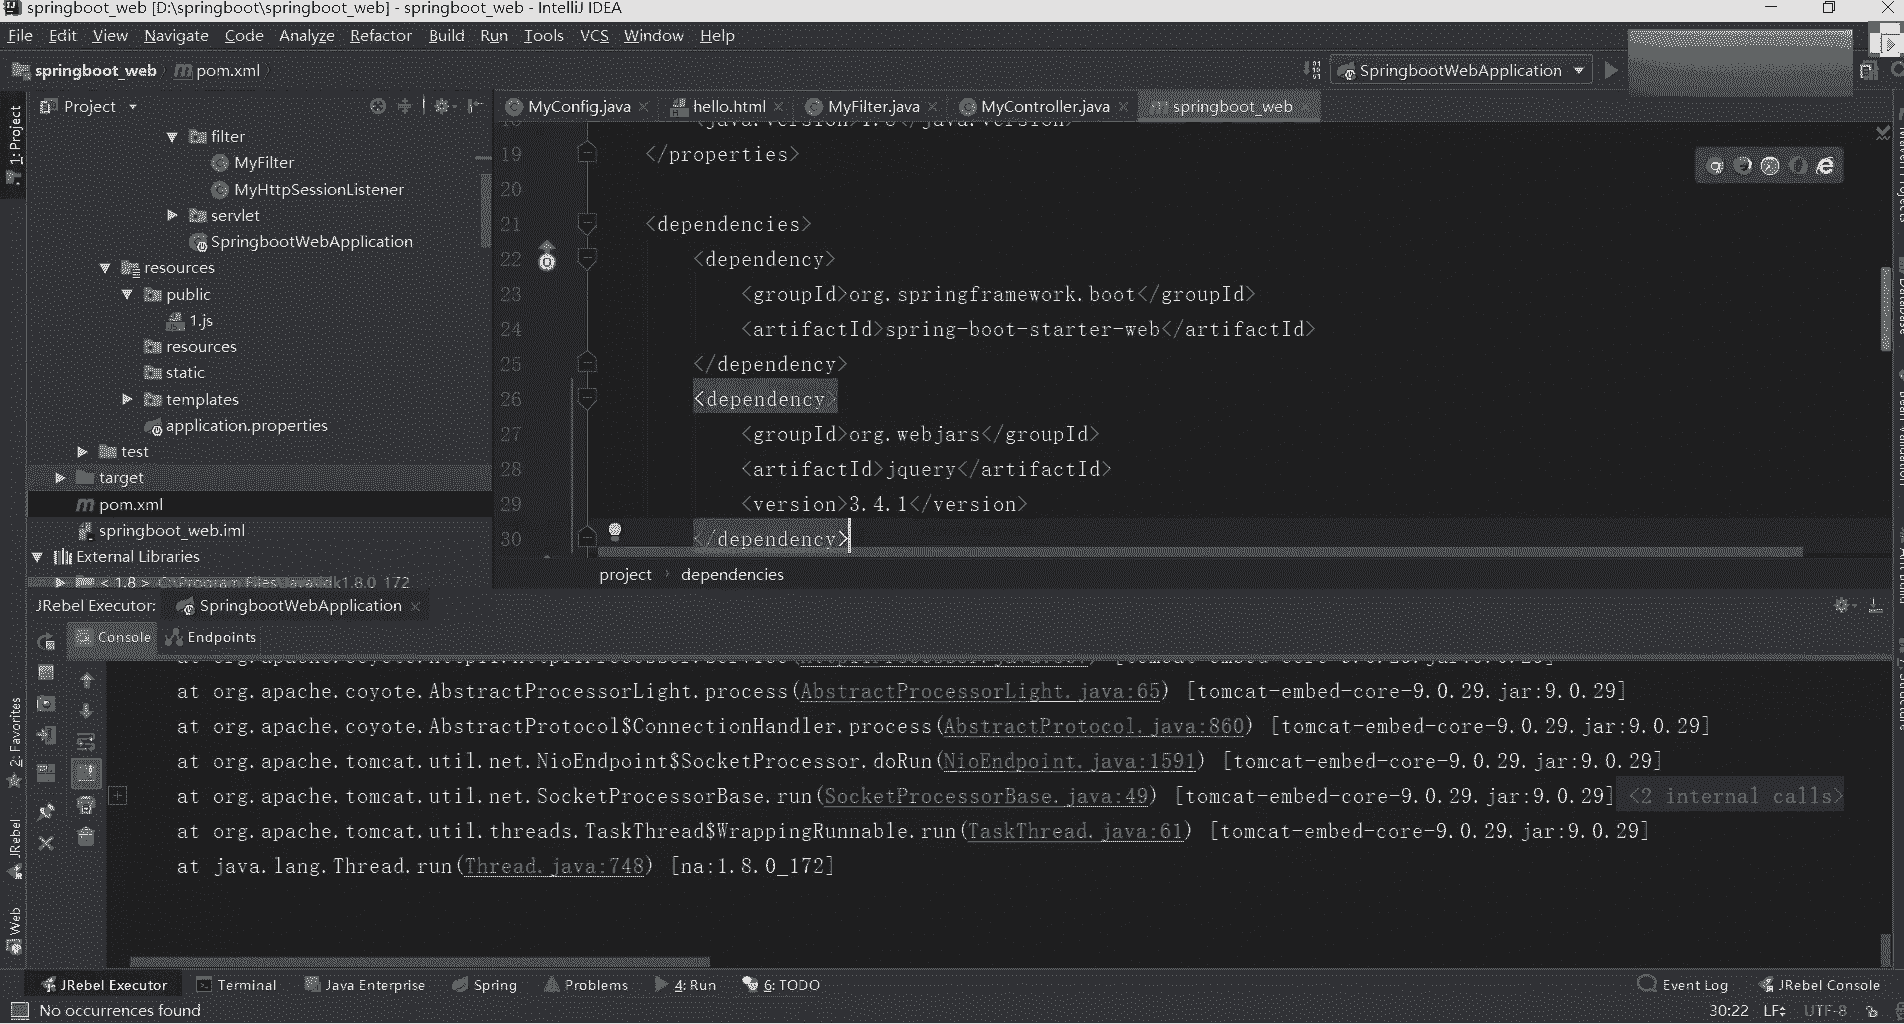 springboot_web [D:\springboot\springboot_web] - springboot_web - IntelliJ IDEA
File Edit View Navigate Code Analyze Refactor Build Run Tools VCS Window Help
springboot_web pom.xml
SpringbootWebApplication
Project
MyConfig.java
hello.html
MyFilter.java
MyController.java
springboot_web
1: Project
filter
MyFilter
MyHttpSessionListener
servlet
SpringbootWebApplication
resources
public
1.js
resources
static
templates
application.properties
test
target
pom.xml
springboot_web.iml
External Libraries
< 1.8 > C:\Program Files\Java\jdk1.8.0_172
<java.version>1.8</java.version>
19 </properties>
20
21 <dependencies>
22 <dependency>
23 <groupId>org.springframework.boot</groupId>
24 <artifactId>spring-boot-starter-web</artifactId>
25 </dependency>
26 <dependency>
27 <groupId>org.webjars</groupId>
28 <artifactId>jquery</artifactId>
29 <version>3.4.1</version>
30 </dependency>
project › dependencies
JRebel Executor: SpringbootWebApplication
Console Endpoints
at org.apache.coyote.AbstractProcessorLight.process(AbstractProcessorLight.java:65) [tomcat-embed-core-9.0.29.jar:9.0.29]
at org.apache.coyote.AbstractProtocol$ConnectionHandler.process(AbstractProtocol.java:860) [tomcat-embed-core-9.0.29.jar:9.0.29]
at org.apache.tomcat.util.net.NioEndpoint$SocketProcessor.doRun(NioEndpoint.java:1591) [tomcat-embed-core-9.0.29.jar:9.0.29]
at org.apache.tomcat.util.net.SocketProcessorBase.run(SocketProcessorBase.java:49) [tomcat-embed-core-9.0.29.jar:9.0.29] <2 internal calls>
at org.apache.tomcat.util.threads.TaskThread$WrappingRunnable.run(TaskThread.java:61) [tomcat-embed-core-9.0.29.jar:9.0.29]
at java.lang.Thread.run(Thread.java:748) [na:1.8.0_172]
2: Favorites
JRebel
Web
JRebel Executor Terminal Java Enterprise Spring Problems 4: Run 6: TODO Event Log JRebel Console
No occurrences found 30:22 LF UTF-8